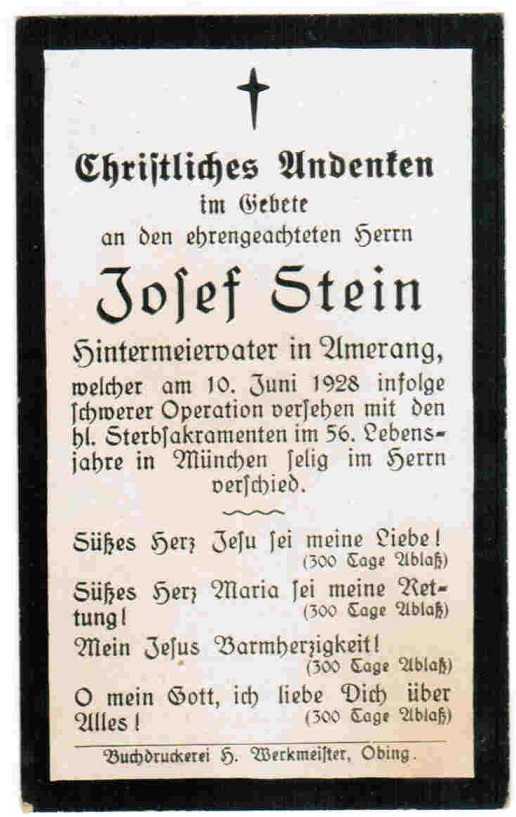 Christliches Andenken
im Gebete
an den ehrengeachteten Herrn
Josef Stein
Hintermeiervater in Amerang,
welcher am 10. Juni 1928 infolge
schwerer Operation versehen mit den
hl. Sterbsakramenten im 56. Lebens-
jahre in München selig im Herrn
verschied.
Süßes Herz Jesu sei meine Liebe!
(300 Tage Ablaß)
Süßes Herz Maria sei meine Ret-
tung! (300 Tage Ablaß)
Mein Jesus Barmherzigkeit!
(300 Tage Ablaß)
O mein Gott, ich liebe Dich über
Alles! (300 Tage Ablaß)
Buchdruckerei H. Werkmeister, Obing.